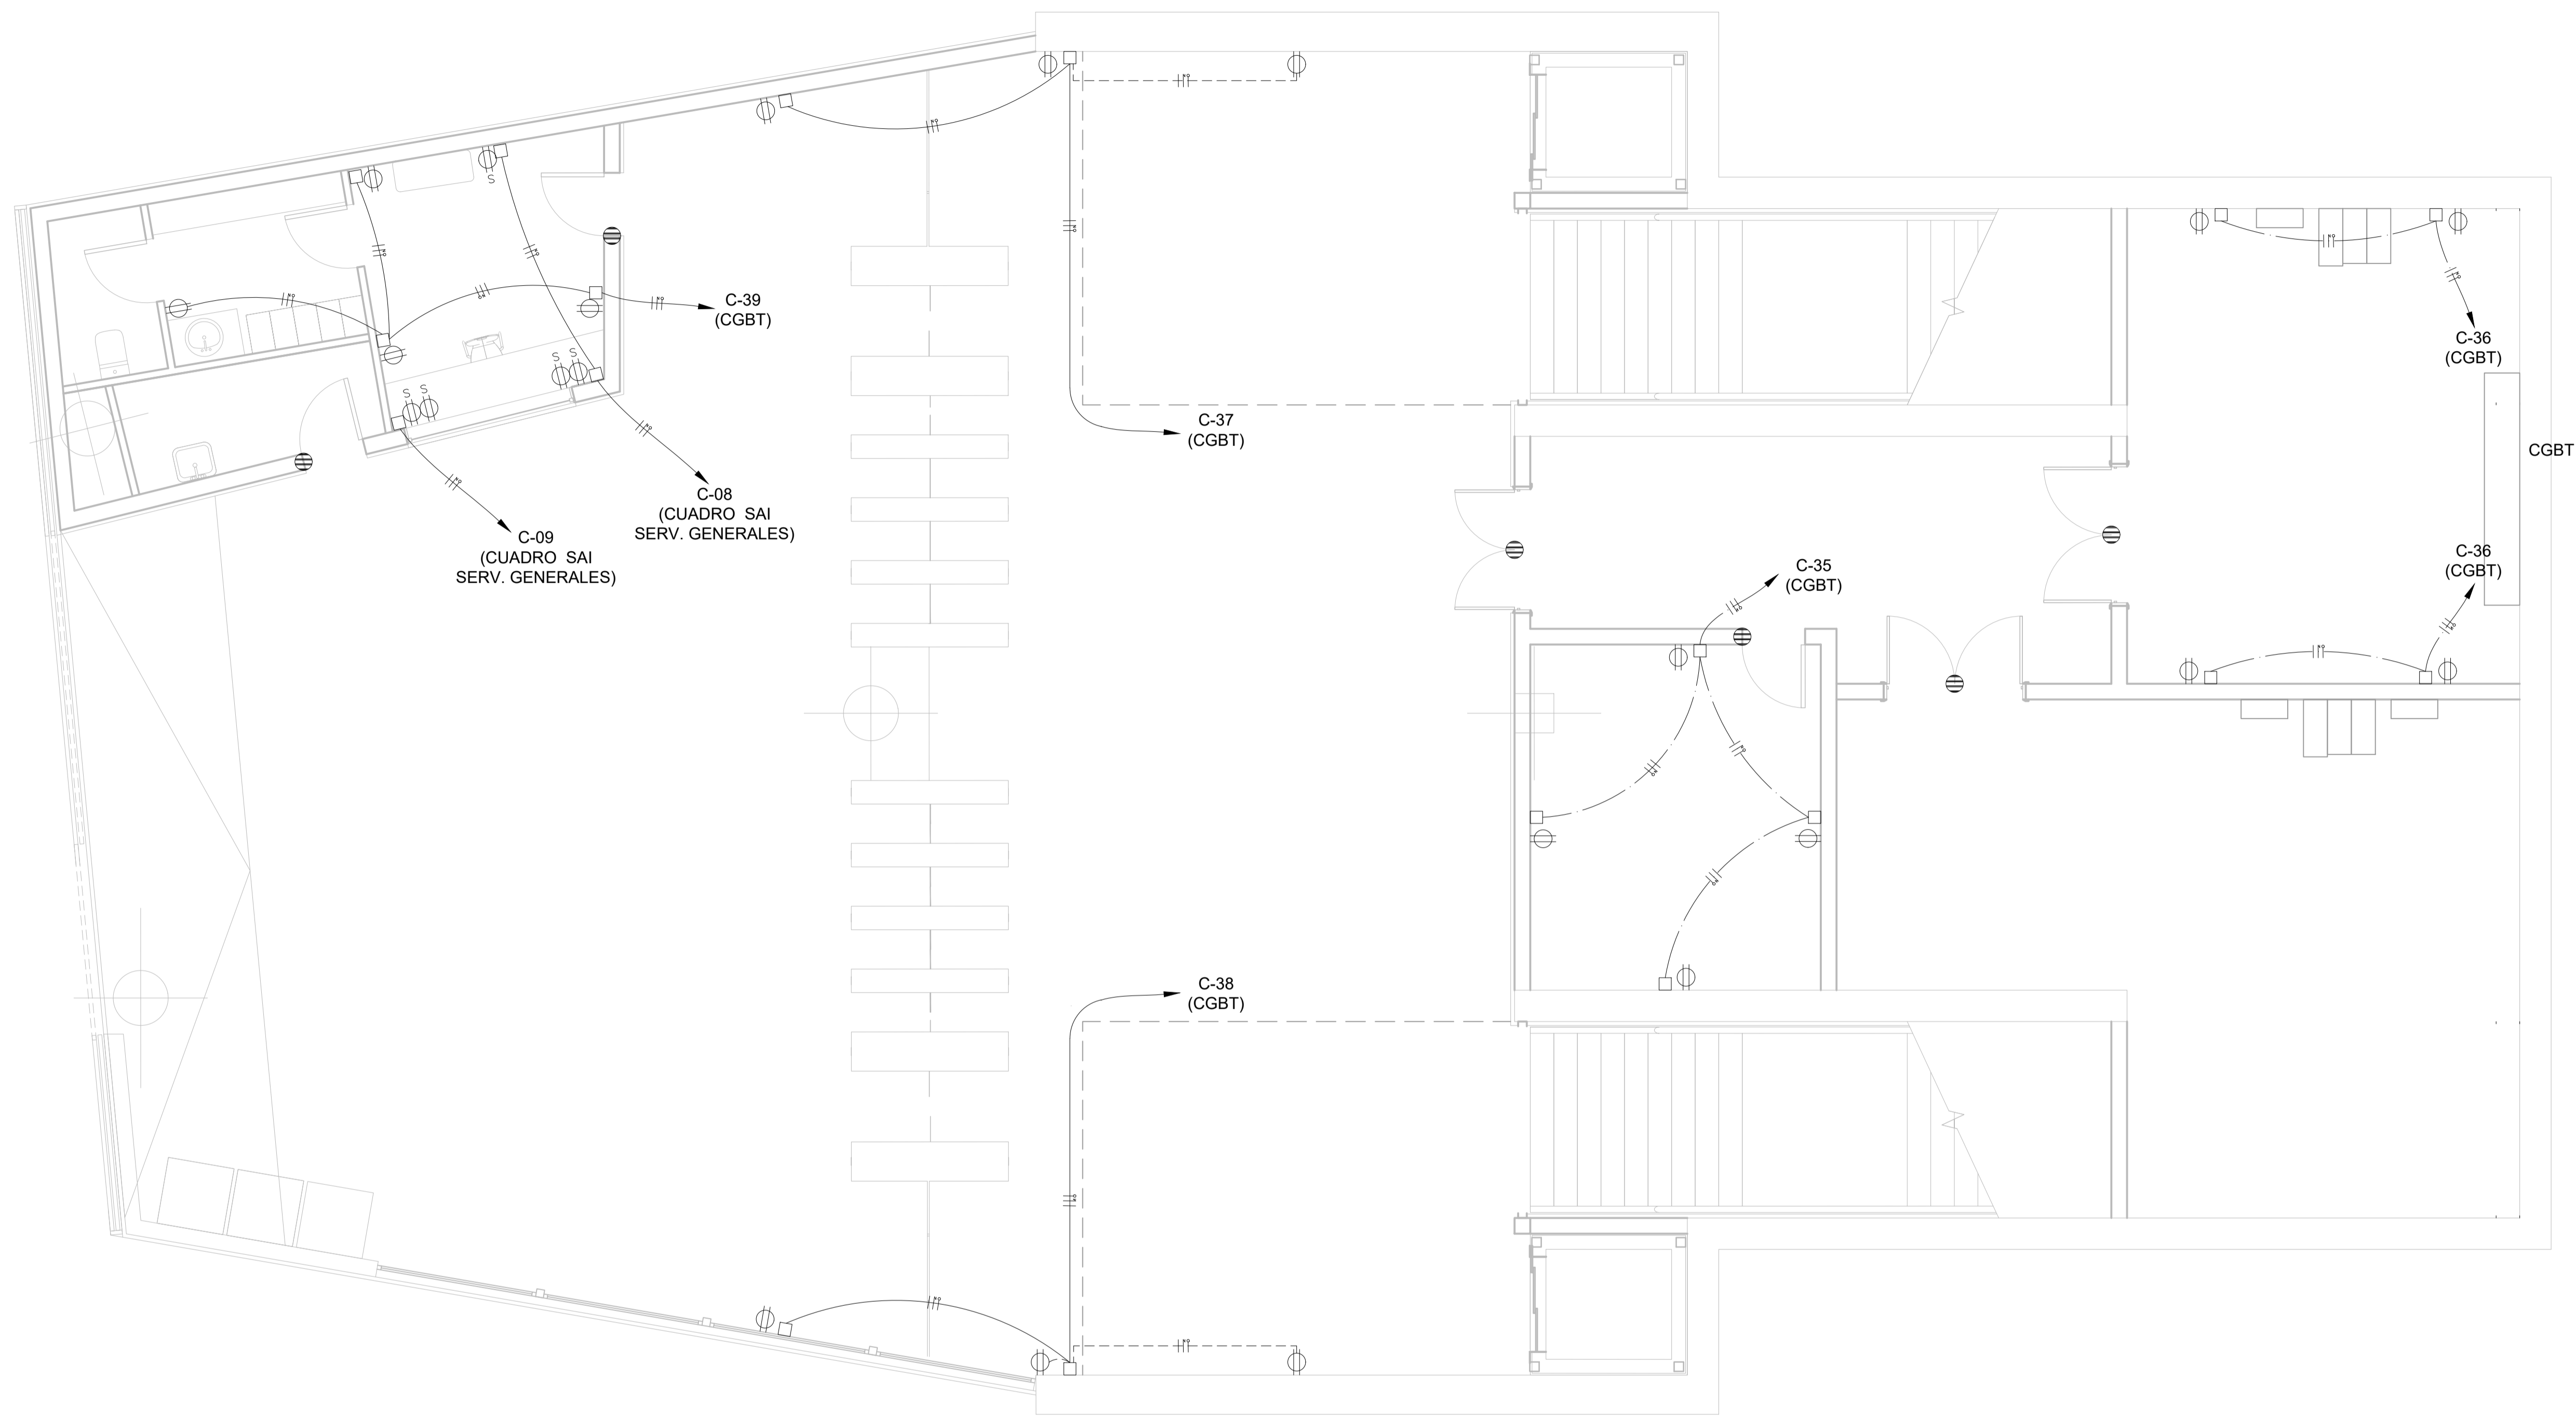 C-39
(CGBT)
C-36
(CGBT)
S
S
S
S
S
C-37
(CGBT)
CGBT
C-08
(CUADRO SAI
SERV. GENERALES)
C-09
(CUADRO SAI
SERV. GENERALES)
C-36
(CGBT)
C-35
(CGBT)
C-38
(CGBT)